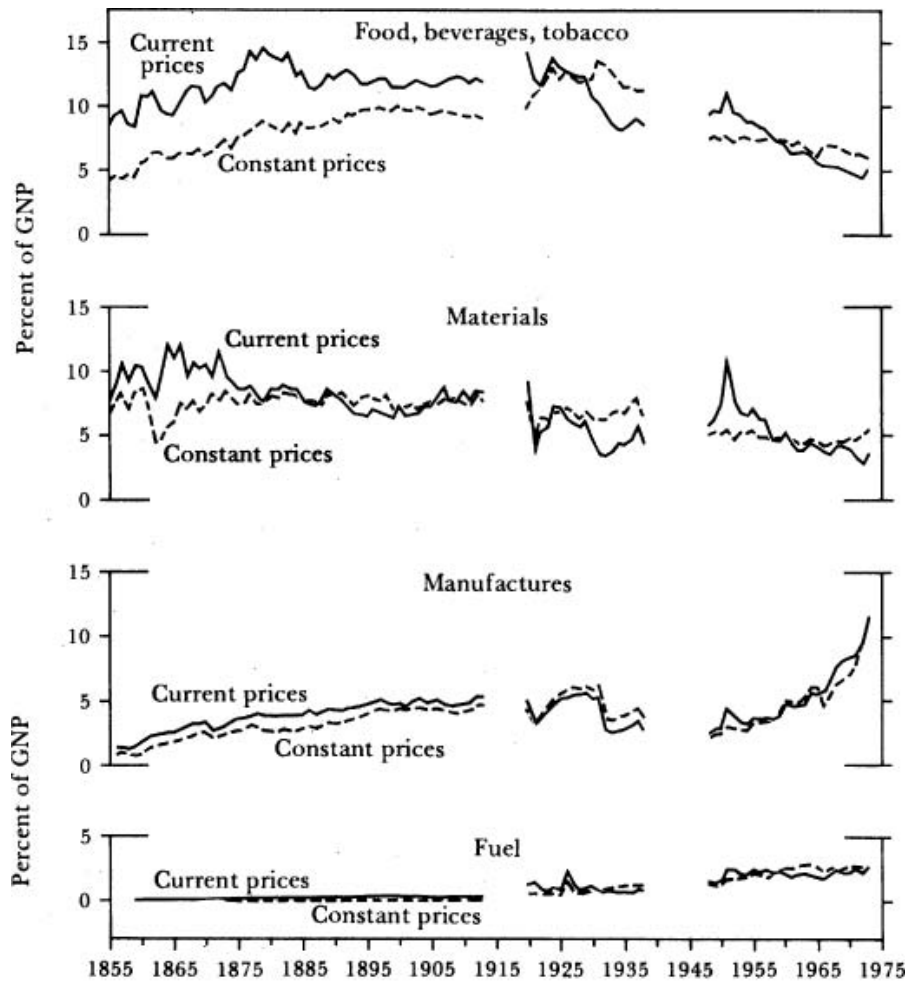 Food, beverages, tobacco
Current
prices
Constant prices
15
10
5
0
Percent of GNP
Materials
Current prices
Constant prices
15
10
5
0
Manufactures
Current prices
Constant prices
15
10
5
0
Percent of GNP
Fuel
Current prices
Constant prices
5
0
1855 1865 1875 1885 1895 1905 1915 1925 1935 1945 1955 1965 1975